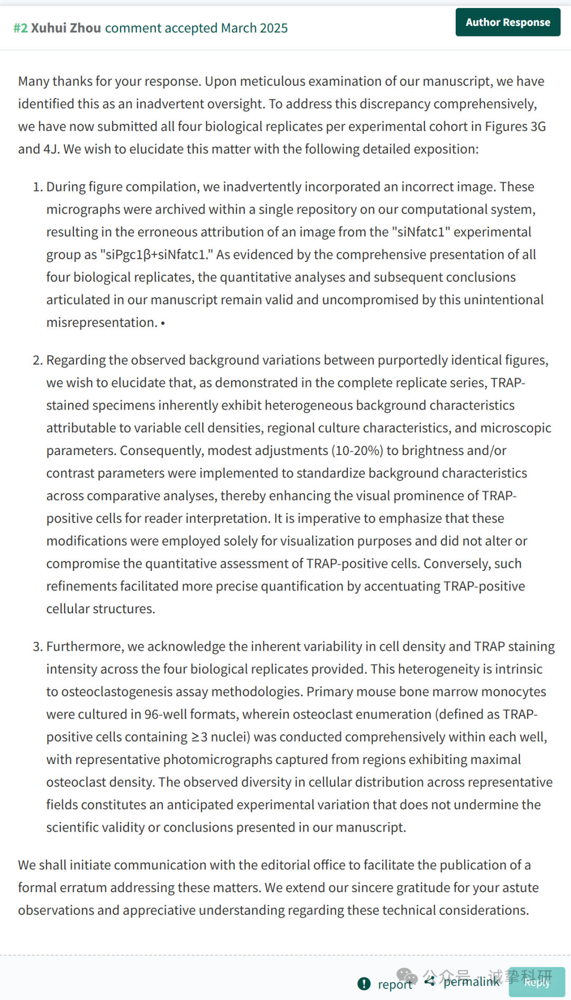 #2 Xuhui Zhou comment accepted March 2025
Author Response
Many thanks for your response. Upon meticulous examination of our manuscript, we have
identified this as an inadvertent oversight. To address this discrepancy comprehensively,
we have now submitted all four biological replicates per experimental cohort in Figures 3G
and 4J. We wish to elucidate this matter with the following detailed exposition:
1. During figure compilation, we inadvertently incorporated an incorrect image. These
micrographs were archived within a single repository on our computational system,
resulting in the erroneous attribution of an image from the "siNfatc1" experimental
group as "siPgc1β+siNfatc1." As evidenced by the comprehensive presentation of all
four biological replicates, the quantitative analyses and subsequent conclusions
articulated in our manuscript remain valid and uncompromised by this unintentional
misrepresentation. •
2. Regarding the observed background variations between purportedly identical figures,
we wish to elucidate that, as demonstrated in the complete replicate series, TRAP-
stained specimens inherently exhibit heterogeneous background characteristics
attributable to variable cell densities, regional culture characteristics, and microscopic
parameters. Consequently, modest adjustments (10-20%) to brightness and/or
contrast parameters were implemented to standardize background characteristics
across comparative analyses, thereby enhancing the visual prominence of TRAP-
positive cells for reader interpretation. It is imperative to emphasize that these
modifications were employed solely for visualization purposes and did not alter or
compromise the quantitative assessment of TRAP-positive cells. Conversely, such
refinements facilitated more precise quantification by accentuating TRAP-positive
cellular structures.
3. Furthermore, we acknowledge the inherent variability in cell density and TRAP staining
intensity across the four biological replicates provided. This heterogeneity is intrinsic
to osteoclastogenesis assay methodologies. Primary mouse bone marrow monocytes
were cultured in 96-well formats, wherein osteoclast enumeration (defined as TRAP-
positive cells containing ≥3 nuclei) was conducted comprehensively within each well,
with representative photomicrographs captured from regions exhibiting maximal
osteoclast density. The observed diversity in cellular distribution across representative
fields constitutes an anticipated experimental variation that does not undermine the
scientific validity or conclusions presented in our manuscript.
We shall initiate communication with the editorial office to facilitate the publication of a
formal erratum addressing these matters. We extend our sincere gratitude for your astute
observations and appreciative understanding regarding these technical considerations.
公众号 · 诚挚科研
report permalink Reply